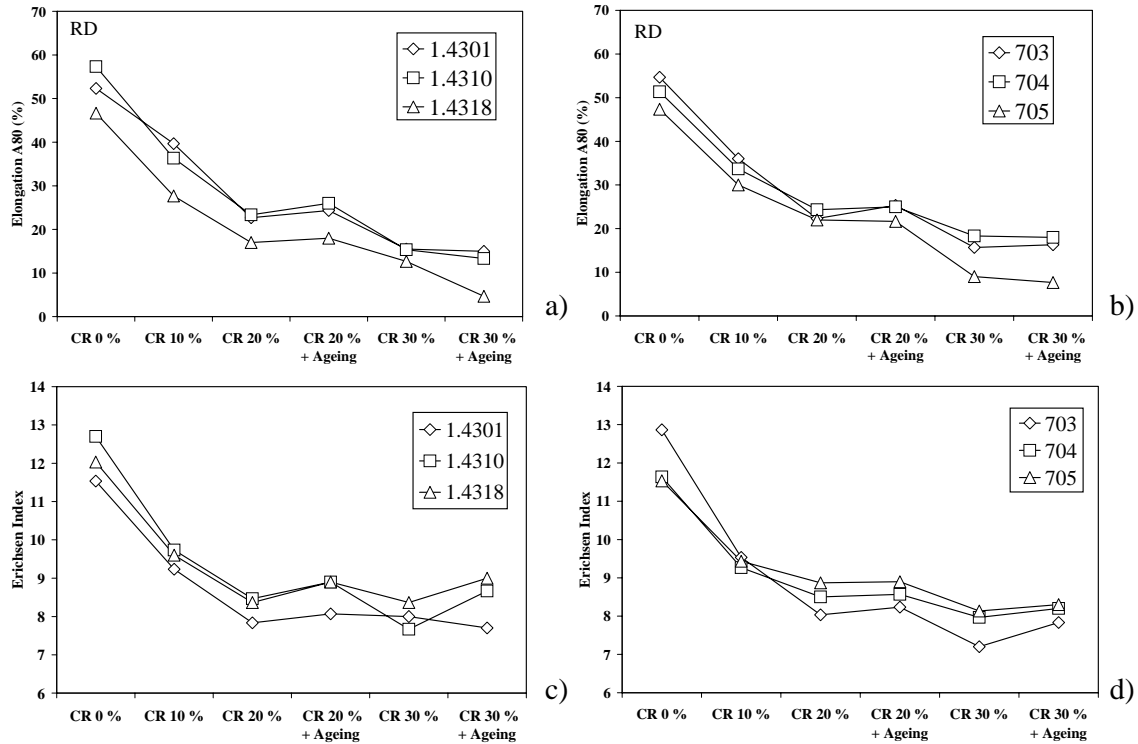 RD
1.4301
1.4310
1.4318
Elongation A80 (%)
70
60
50
40
30
20
10
0
CR 0 %
CR 10 %
CR 20 %
CR 20 %
+ Ageing
CR 30 %
CR 30 %
+ Ageing
a)
RD
703
704
705
Elongation A80 (%)
70
60
50
40
30
20
10
0
CR 0 %
CR 10 %
CR 20 %
CR 20 %
+ Ageing
CR 30 %
CR 30 %
+ Ageing
b)
1.4301
1.4310
1.4318
Erichsen Index
14
13
12
11
10
9
8
7
6
CR 0 %
CR 10 %
CR 20 %
CR 20 %
+ Ageing
CR 30 %
CR 30 %
+ Ageing
c)
703
704
705
Erichsen Index
14
13
12
11
10
9
8
7
6
CR 0 %
CR 10 %
CR 20 %
CR 20 %
+ Ageing
CR 30 %
CR 30 %
+ Ageing
d)